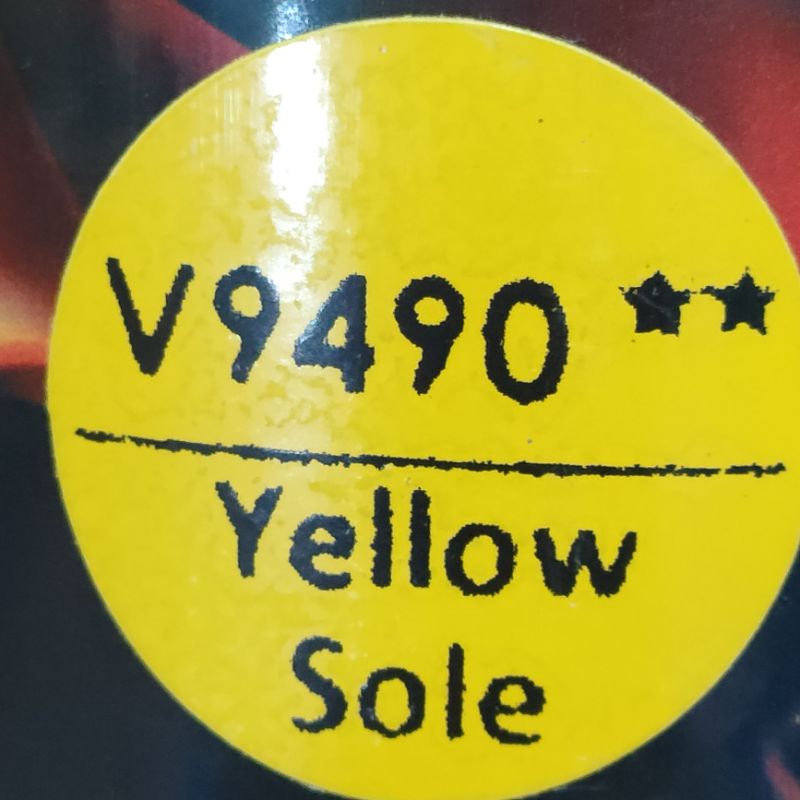 V9490 ★★
Yellow
Sole